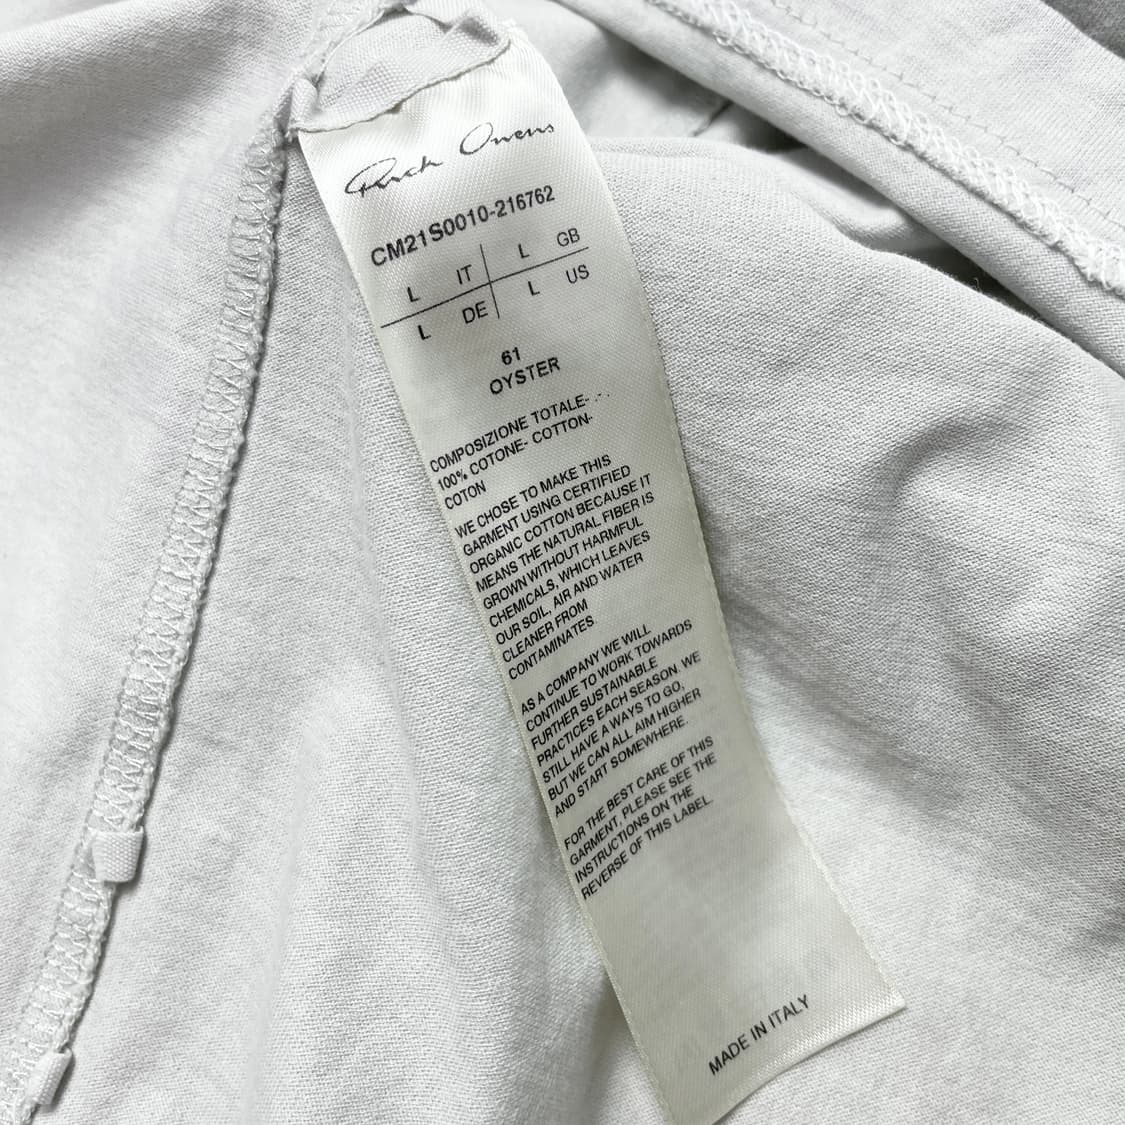 Rick Owens
CM21S0010-216762
L IT L GB
L DE L US
61
OYSTER
COMPOSIZIONE TOTALE-
100% COTONE- COTTON-
COTON
WE CHOSE TO MAKE THIS
GARMENT USING CERTIFIED
ORGANIC COTTON BECAUSE IT
MEANS THE NATURAL FIBER IS
GROWN WITHOUT HARMFUL
CHEMICALS, WHICH LEAVES
OUR SOIL, AIR AND WATER
CLEANER FROM
CONTAMINATES
AS A COMPANY WE WILL
CONTINUE TO WORK TOWARDS
FURTHER SUSTAINABLE
PRACTICES EACH SEASON. WE
STILL HAVE A WAYS TO GO,
BUT WE CAN ALL AIM HIGHER
AND START SOMEWHERE.
FOR THE BEST CARE OF THIS
GARMENT, PLEASE SEE THE
INSTRUCTIONS ON THE
REVERSE OF THIS LABEL.
MADE IN ITALY